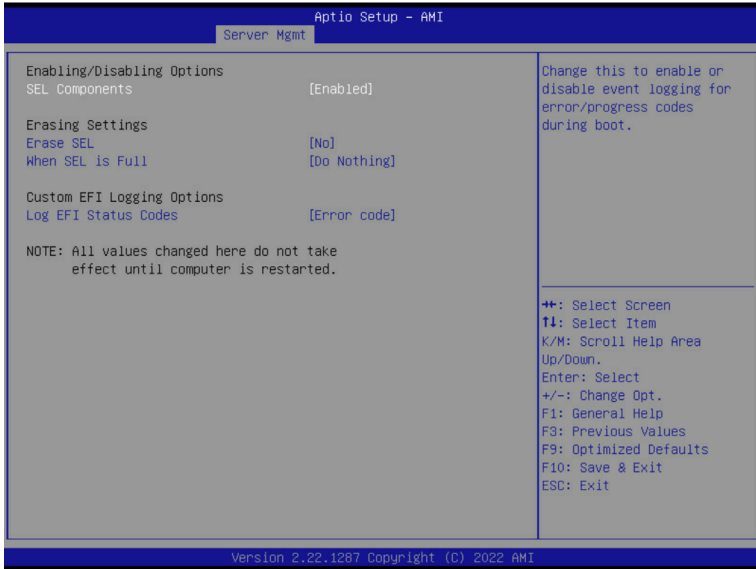 Aptio Setup – AMI
Server Mgmt
Enabling/Disabling Options
SEL Components [Enabled]
Erasing Settings
Erase SEL [No]
When SEL is Full [Do Nothing]
Custom EFI Logging Options
Log EFI Status Codes [Error code]
NOTE: All values changed here do not take
effect until computer is restarted.
Change this to enable or
disable event logging for
error/progress codes
during boot.
→←: Select Screen
↑↓: Select Item
K/M: Scroll Help Area
Up/Down.
Enter: Select
+/-: Change Opt.
F1: General Help
F3: Previous Values
F9: Optimized Defaults
F10: Save & Exit
ESC: Exit
Version 2.22.1287 Copyright (C) 2022 AMI